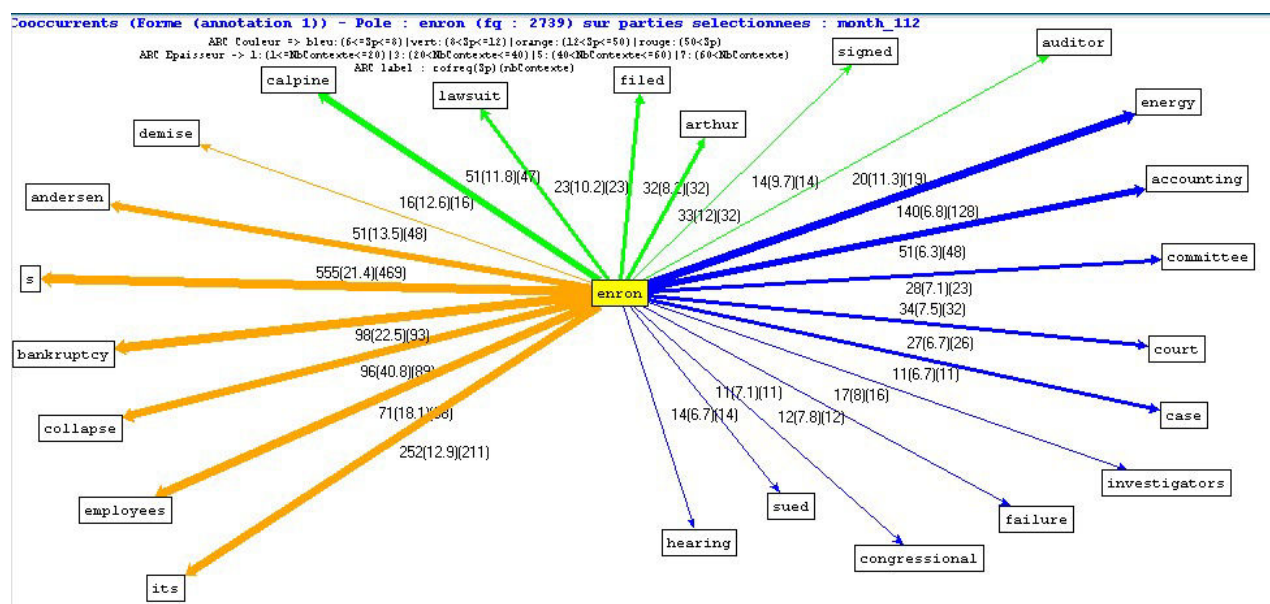 Cooccurrents (Forme (annotation 1)) - Pole : enron (fq : 2739) sur parties selectionnees : month_112
ARC Couleur => bleu:(6<=Sp<=8)|vert:(8<Sp<=12)|orange:(12<Sp<=50)|rouge:(50<Sp)
ARC Epaisseur -> 1:(1<=NbContexte<=20)|3:(20<NbContexte<=40)|5:(40<NbContexte<=60)|7:(60<NbContexte)
ARC label : cofreq(Sp)(nbContexte)
signed
auditor
calpine
lawsuit
filed
arthur
energy
demise
accounting
andersen
committee
s
enron
bankruptcy
court
collapse
case
employees
investigators
sued
failure
hearing
congressional
its
51(11.8)(47)
23(10.2)(23)
32(8.2)(32)
33(12)(32)
14(9.7)(14)
20(11.3)(19)
16(12.6)(16)
51(13.5)(48)
555(21.4)(469)
98(22.5)(93)
96(40.8)(89)
252(12.9)(211)
140(6.8)(128)
51(6.3)(48)
28(7.1)(23)
34(7.5)(32)
27(6.7)(26)
11(6.7)(11)
17(8)(16)
12(7.8)(12)
11(7.1)(11)
14(6.7)(14)